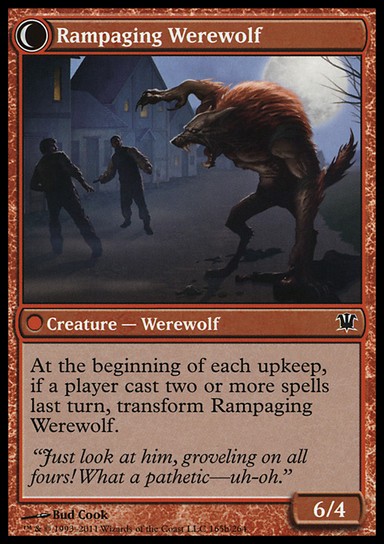 Rampaging Werewolf
Creature — Werewolf
At the beginning of each upkeep,
if a player cast two or more spells
last turn, transform Rampaging
Werewolf.
“Just look at him, groveling on all
fours! What a pathetic—uh-oh.”
Bud Cook
6/4
™ & © 1993–2011 Wizards of the Coast LLC 165b/264